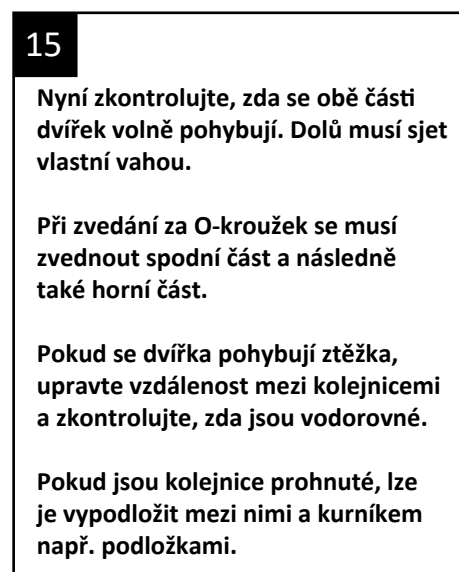 15
Nyní zkontrolujte, zda se obě části
dvířek volně pohybují. Dolů musí sjet
vlastní vahou.
Při zvedání za O-kroužek se musí
zvednout spodní část a následně
také horní část.
Pokud se dvířka pohybují ztěžka,
upravte vzdálenost mezi kolejnicemi
a zkontrolujte, zda jsou vodorovné.
Pokud jsou kolejnice prohnuté, lze
je vypodložit mezi nimi a kurníkem
např. podložkami.